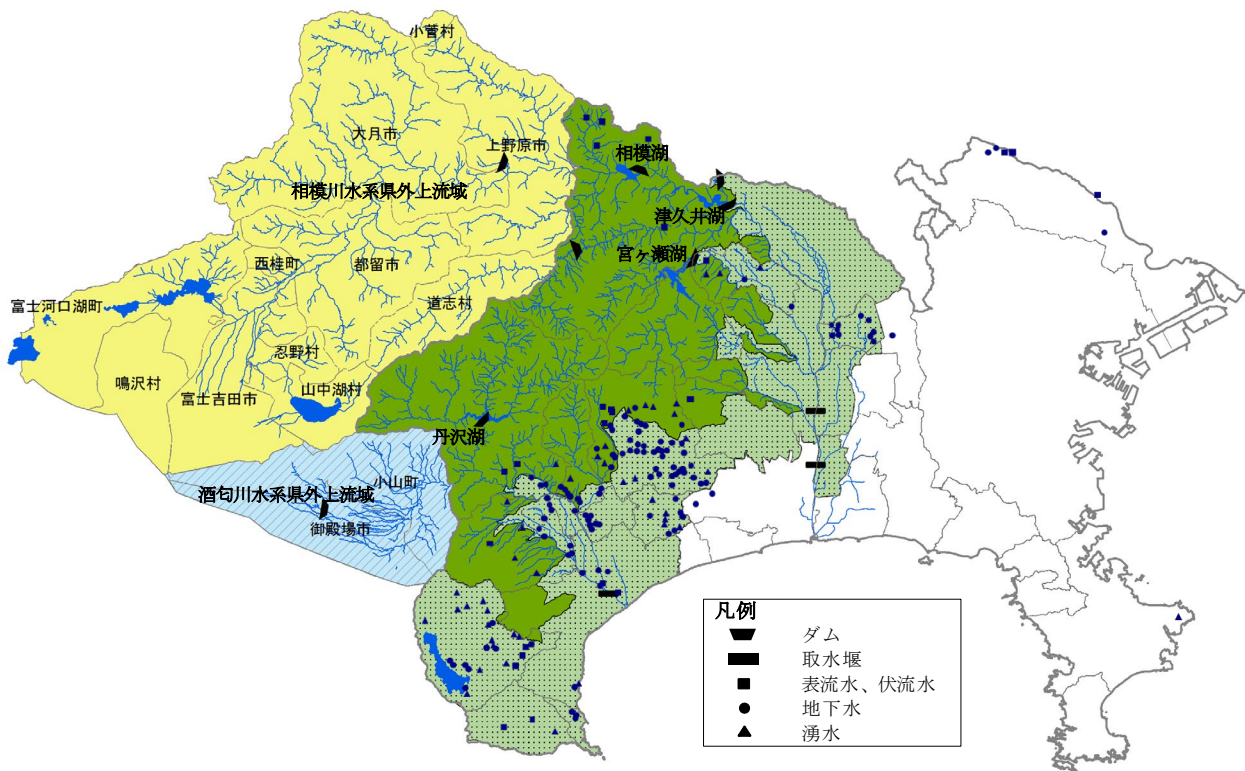 小菅村
大月市
上野原市
相模湖
相模川水系県外上流域
津久井湖
宮ヶ瀬湖
西桂町
都留市
道志村
富士河口湖町
忍野村
鳴沢村
富士吉田市
山中湖村
丹沢湖
小山町
酒匂川水系県外上流域
御殿場市
凡例
ダム
取水堰
表流水、伏流水
地下水
湧水